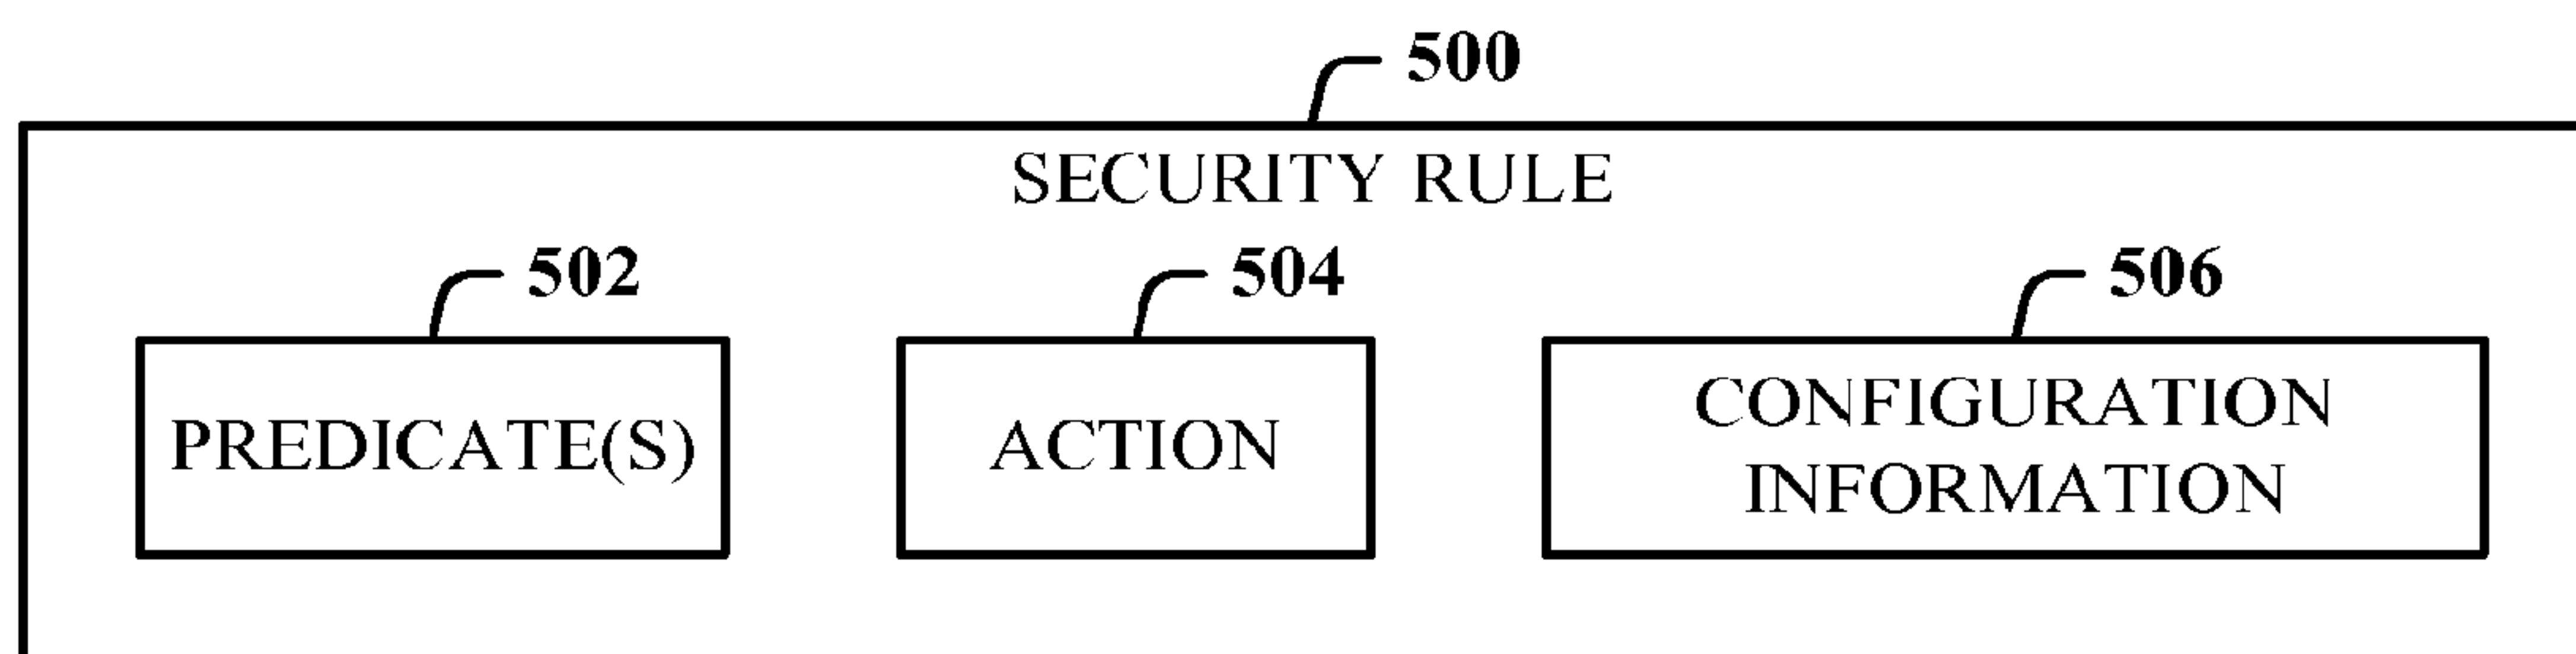 500
SECURITY RULE
502
504
506
PREDICATE(S)
ACTION
CONFIGURATION
INFORMATION